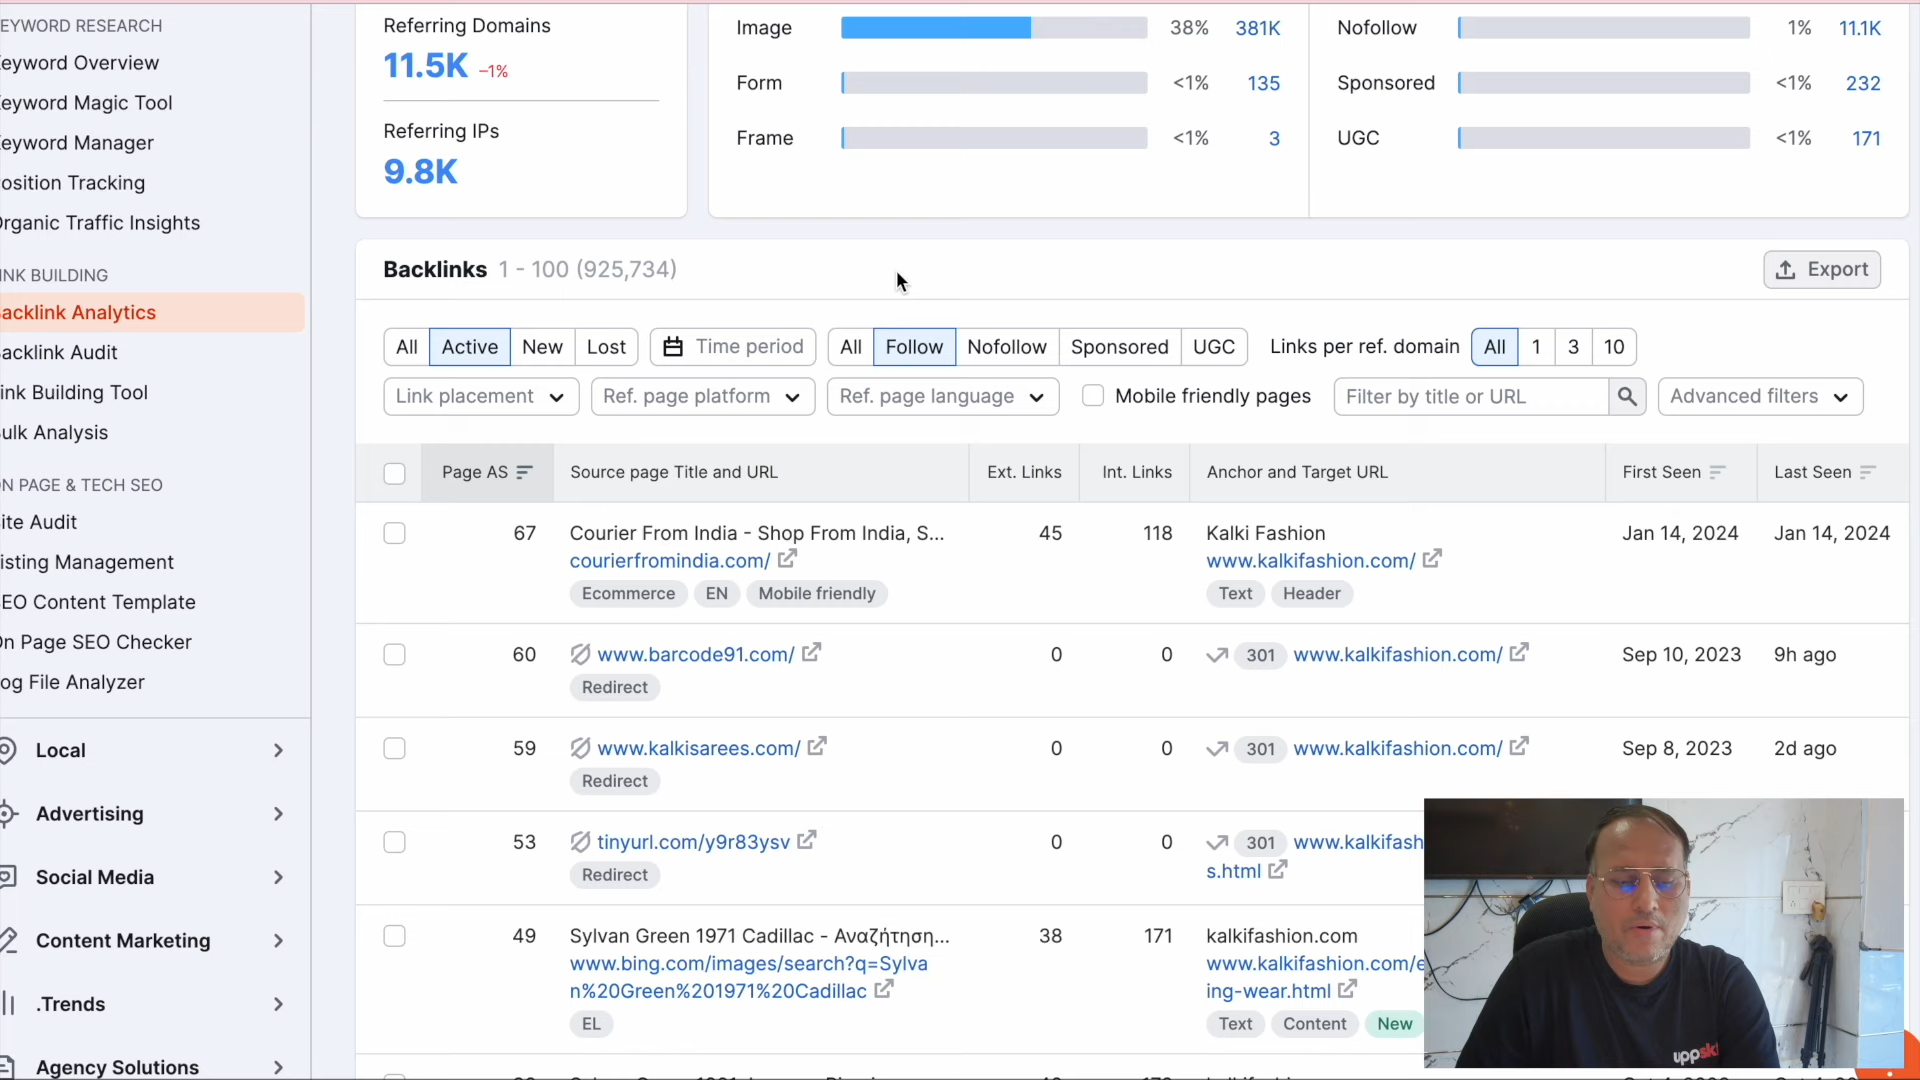 EYWORD RESEARCH
eyword Overview
eyword Magic Tool
eyword Manager
osition Tracking
Organic Traffic Insights
INK BUILDING
Backlink Analytics
acklink Audit
ink Building Tool
ulk Analysis
ON PAGE & TECH SEO
ite Audit
isting Management
EO Content Template
On Page SEO Checker
og File Analyzer
Local
Advertising
Social Media
Content Marketing
.Trends
Agency Solutions
Referring Domains
11.5K -1%
Referring IPs
9.8K
Image 38% 381K
Form <1% 135
Frame <1% 3
Nofollow 1% 11.1K
Sponsored <1% 232
UGC <1% 171
Backlinks 1 - 100 (925,734)
Export
All Active New Lost Time period All Follow Nofollow Sponsored UGC Links per ref. domain All 1 3 10
Link placement Ref. page platform Ref. page language Mobile friendly pages Filter by title or URL Advanced filters
Page AS Source page Title and URL Ext. Links Int. Links Anchor and Target URL First Seen Last Seen
67 Courier From India - Shop From India, S... 45 118 Kalki Fashion Jan 14, 2024 Jan 14, 2024
courierfromindia.com/ www.kalkifashion.com/
Ecommerce EN Mobile friendly Text Header
60 www.barcode91.com/ 0 0 301 www.kalkifashion.com/ Sep 10, 2023 9h ago
Redirect
59 www.kalkisarees.com/ 0 0 301 www.kalkifashion.com/ Sep 8, 2023 2d ago
Redirect
53 tinyurl.com/y9r83ysv 0 0 301 www.kalkifash
s.html
Redirect
49 Sylvan Green 1971 Cadillac - Αναζήτηση... 38 171 kalkifashion.com
www.bing.com/images/search?q=Sylva www.kalkifashion.com/e
n%20Green%201971%20Cadillac ing-wear.html
EL Text Content New